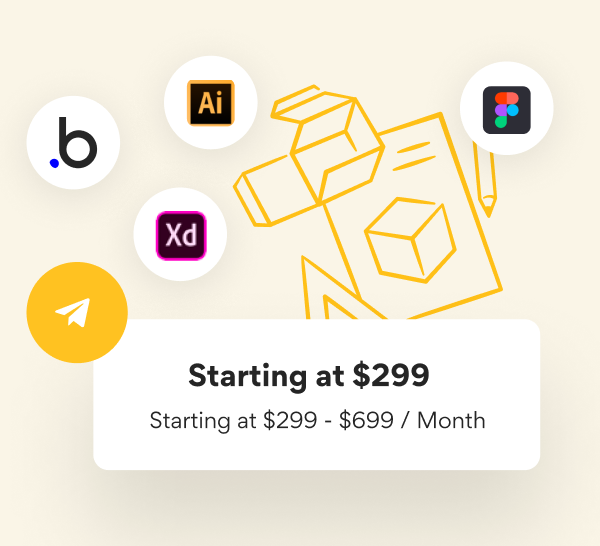 Ai
.b
Xd
Starting at $299
Starting at $299 - $699 / Month